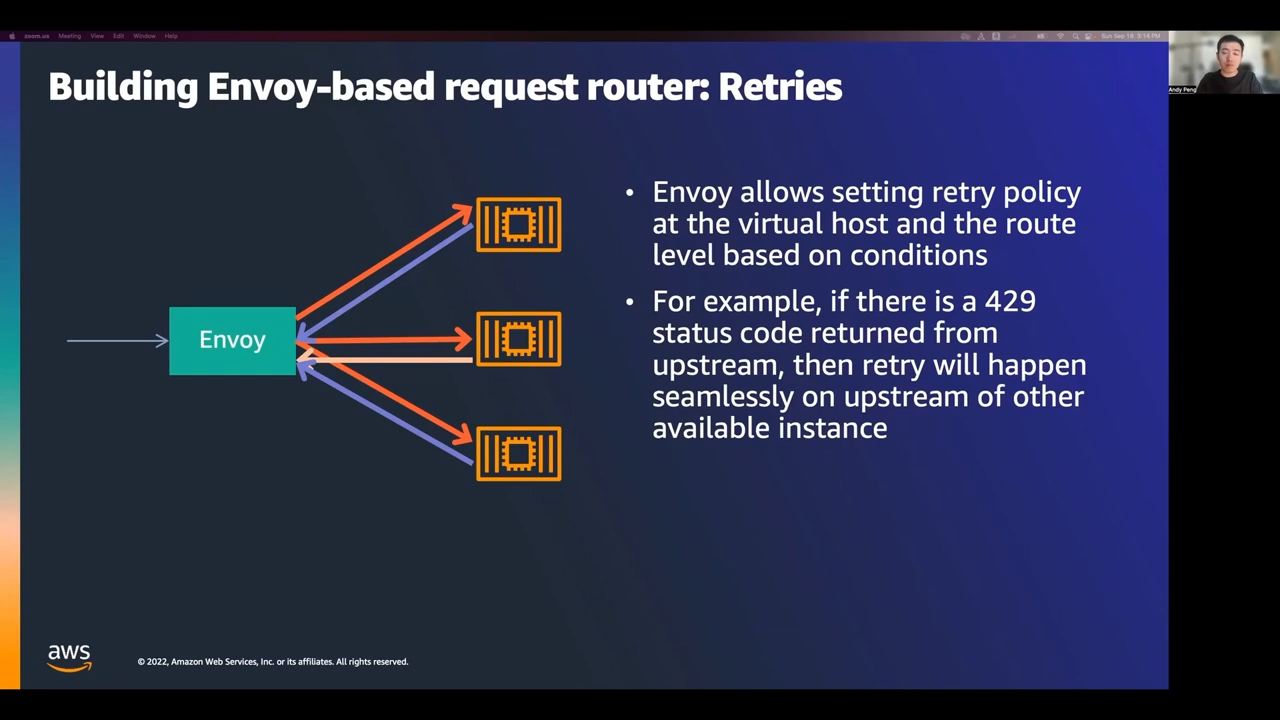 zoom.us Meeting View Edit Window Help
Sun Sep 18 5:14 PM
Building Envoy-based request router: Retries
Andy Peng
Envoy
• Envoy allows setting retry policy
at the virtual host and the route
level based on conditions
• For example, if there is a 429
status code returned from
upstream, then retry will happen
seamlessly on upstream of other
available instance
aws
© 2022, Amazon Web Services, Inc. or its affiliates. All rights reserved.